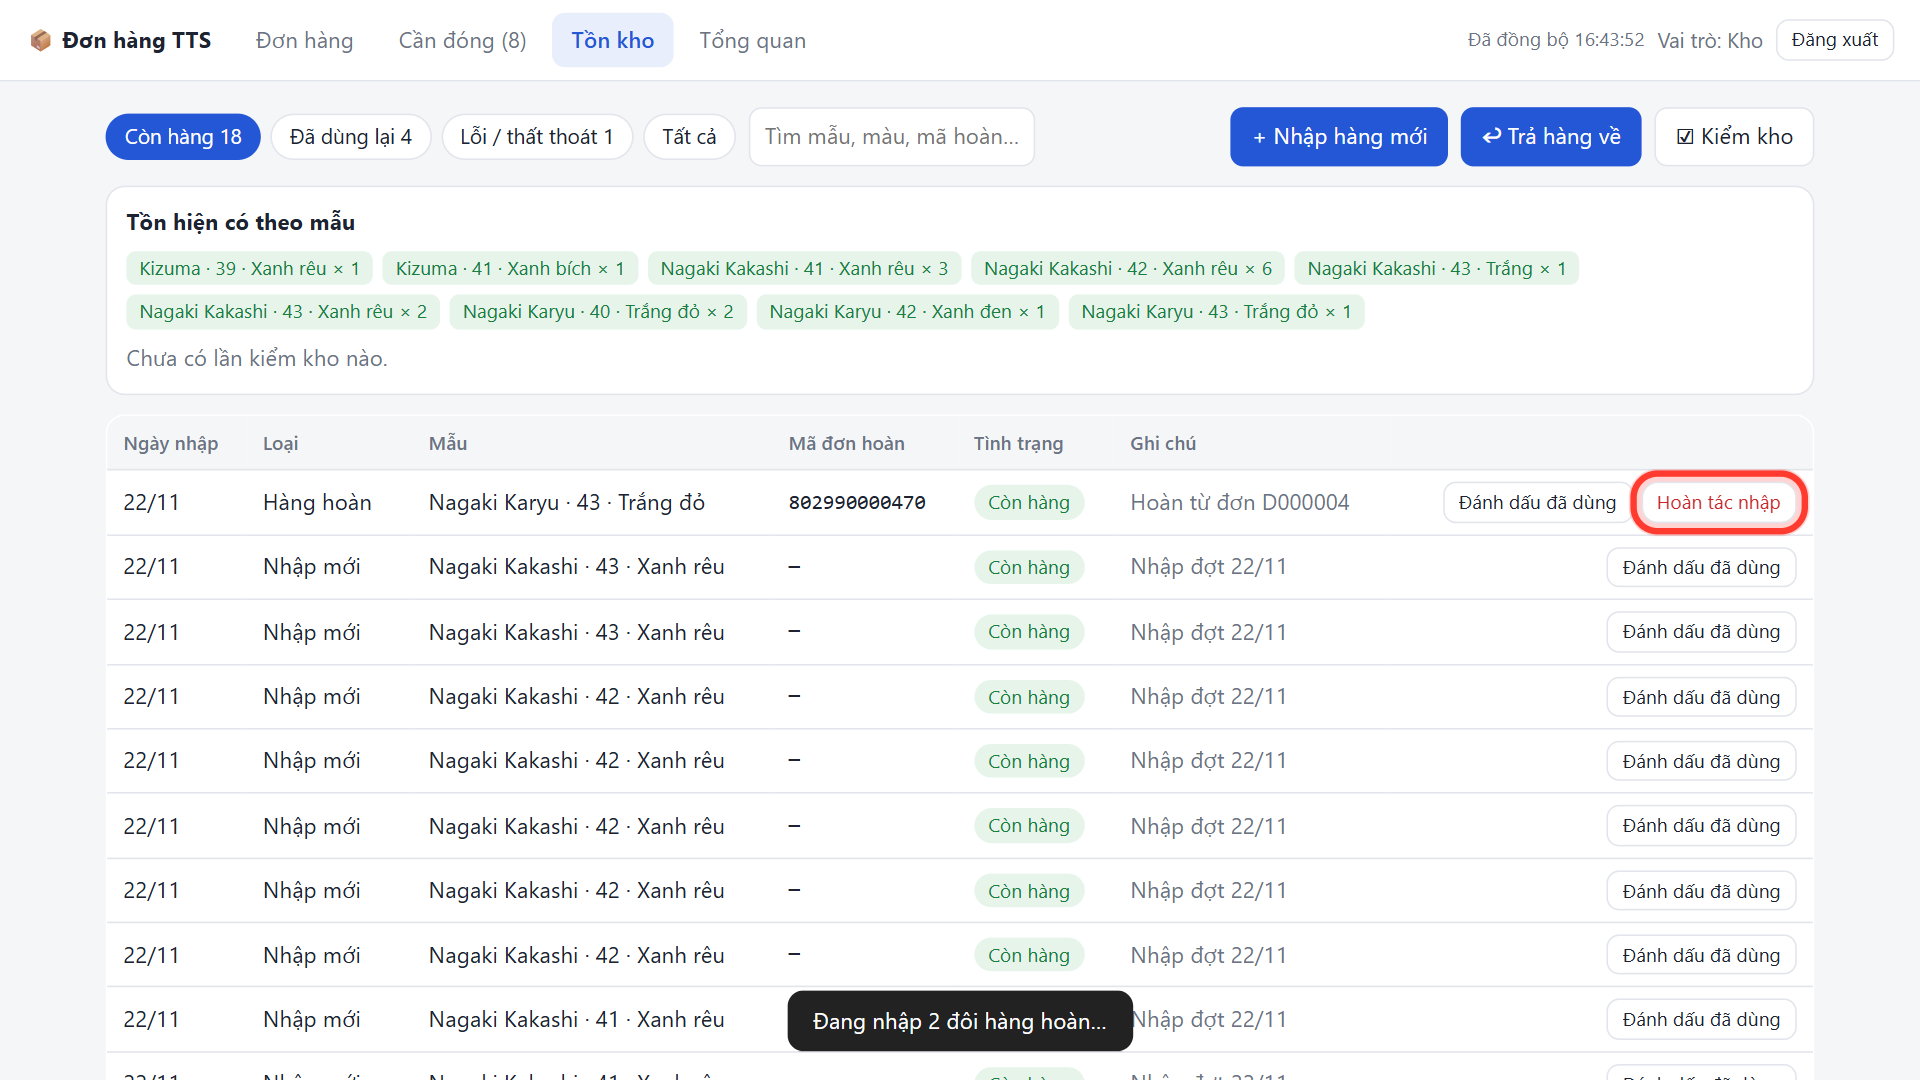 📦 Đơn hàng TTS Đơn hàng Cần đóng (8) Tồn kho Tổng quan Đã đồng bộ 16:43:52 Vai trò: Kho Đăng xuất
Còn hàng 18 Đã dùng lại 4 Lỗi / thất thoát 1 Tất cả Tìm mẫu, màu, mã hoàn... + Nhập hàng mới ↩ Trả hàng về ☑ Kiểm kho
Tồn hiện có theo mẫu
Kizuma · 39 · Xanh rêu × 1 Kizuma · 41 · Xanh bích × 1 Nagaki Kakashi · 41 · Xanh rêu × 3 Nagaki Kakashi · 42 · Xanh rêu × 6 Nagaki Kakashi · 43 · Trắng × 1
Nagaki Kakashi · 43 · Xanh rêu × 2 Nagaki Karyu · 40 · Trắng đỏ × 2 Nagaki Karyu · 42 · Xanh đen × 1 Nagaki Karyu · 43 · Trắng đỏ × 1
Chưa có lần kiểm kho nào.
Ngày nhập Loại Mẫu Mã đơn hoàn Tình trạng Ghi chú
22/11 Hàng hoàn Nagaki Karyu · 43 · Trắng đỏ 802990000470 Còn hàng Hoàn từ đơn D000004 Đánh dấu đã dùng Hoàn tác nhập
22/11 Nhập mới Nagaki Kakashi · 43 · Xanh rêu – Còn hàng Nhập đợt 22/11 Đánh dấu đã dùng
22/11 Nhập mới Nagaki Kakashi · 43 · Xanh rêu – Còn hàng Nhập đợt 22/11 Đánh dấu đã dùng
22/11 Nhập mới Nagaki Kakashi · 42 · Xanh rêu – Còn hàng Nhập đợt 22/11 Đánh dấu đã dùng
22/11 Nhập mới Nagaki Kakashi · 42 · Xanh rêu – Còn hàng Nhập đợt 22/11 Đánh dấu đã dùng
22/11 Nhập mới Nagaki Kakashi · 42 · Xanh rêu – Còn hàng Nhập đợt 22/11 Đánh dấu đã dùng
22/11 Nhập mới Nagaki Kakashi · 42 · Xanh rêu – Còn hàng Nhập đợt 22/11 Đánh dấu đã dùng
22/11 Nhập mới Nagaki Kakashi · 42 · Xanh rêu – Còn hàng Nhập đợt 22/11 Đánh dấu đã dùng
22/11 Nhập mới Nagaki Kakashi · 41 · Xanh rêu Nhập đợt 22/11 Đánh dấu đã dùng
Đang nhập 2 đôi hàng hoàn...